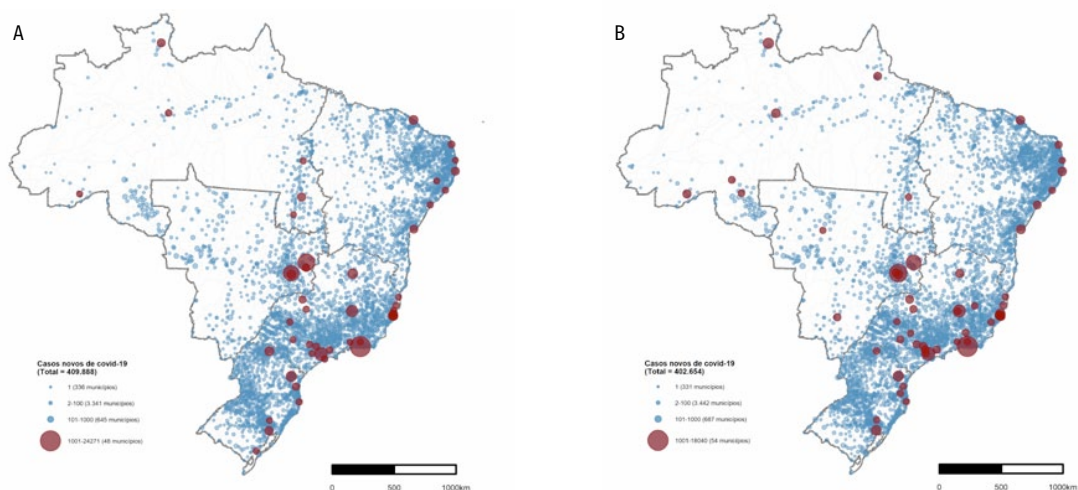 A
Casos novos de covid-19
(Total = 409.888)
1 (336 municípios)
2-100 (3.341 municípios)
101-1000 (645 municípios)
1001-24271 (48 municípios)
0 500 1000km
B
Casos novos de covid-19
(Total = 402.654)
1 (331 municípios)
2-100 (3.442 municípios)
101-1000 (687 municípios)
1001-18040 (54 municípios)
0 500 1000km